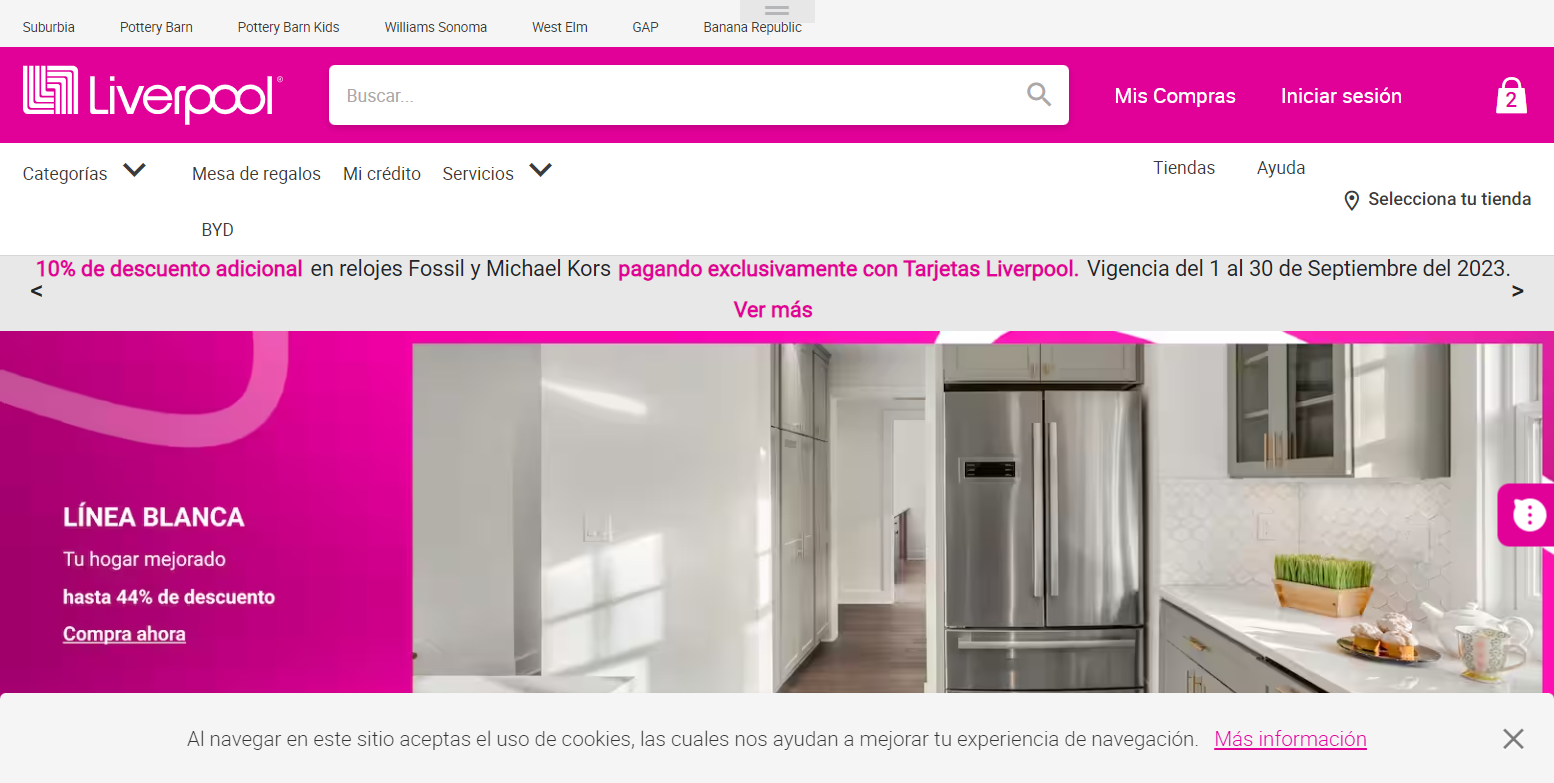 Suburbia Pottery Barn Pottery Barn Kids Williams Sonoma West Elm GAP Banana Republic
Liverpool®
Buscar...
Mis Compras Iniciar sesión 2
Categorías Mesa de regalos Mi crédito Servicios Tiendas Ayuda
Selecciona tu tienda
BYD
10% de descuento adicional en relojes Fossil y Michael Kors pagando exclusivamente con Tarjetas Liverpool. Vigencia del 1 al 30 de Septiembre del 2023.
< >
Ver más
LÍNEA BLANCA
Tu hogar mejorado
hasta 44% de descuento
Compra ahora
Al navegar en este sitio aceptas el uso de cookies, las cuales nos ayudan a mejorar tu experiencia de navegación. Más información